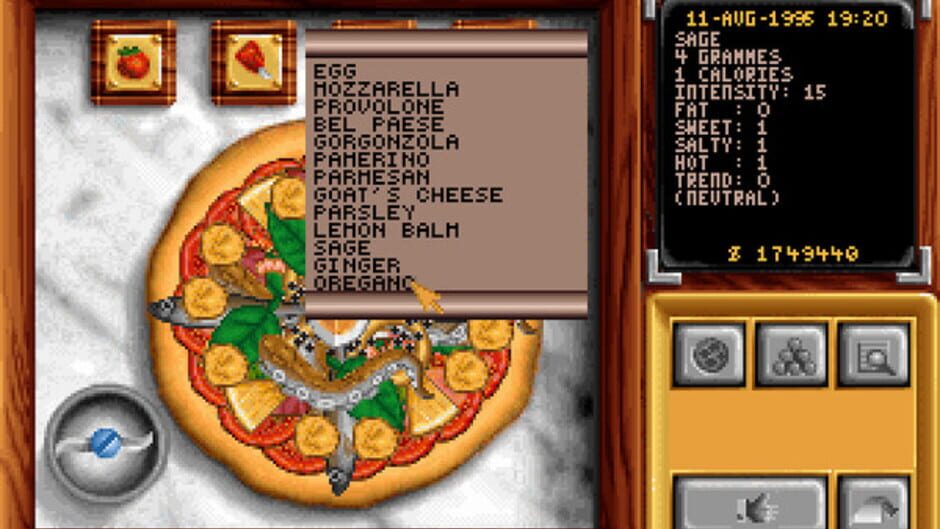 EGG
MOZZARELLA
PROVOLONE
BEL PAESE
GORGONZOLA
PAMERINO
PARMESAN
GOAT'S CHEESE
PARSLEY
LEMON BALM
SAGE
GINGER
OREGANO
11-AUG-1995 19:20
SAGE
4 GRAMMES
1 CALORIES
INTENSITY: 15
FAT : 0
SWEET: 1
SALTY: 1
HOT : 1
TREND: 0
(NEUTRAL)
$ 1749440